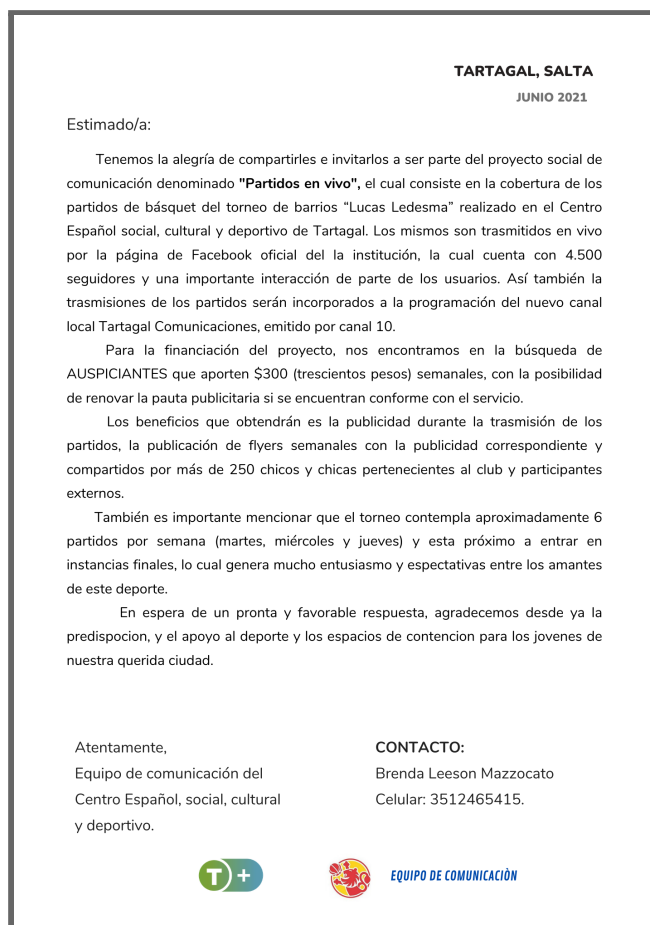 TARTAGAL, SALTA
JUNIO 2021
Estimado/a:
Tenemos la alegría de compartirles e invitarlos a ser parte del proyecto social de
comunicación denominado "Partidos en vivo", el cual consiste en la cobertura de los
partidos de básquet del torneo de barrios “Lucas Ledesma” realizado en el Centro
Español social, cultural y deportivo de Tartagal. Los mismos son trasmitidos en vivo
por la página de Facebook oficial del la institución, la cual cuenta con 4.500
seguidores y una importante interacción de parte de los usuarios. Así también la
trasmisiones de los partidos serán incorporados a la programación del nuevo canal
local Tartagal Comunicaciones, emitido por canal 10.
Para la financiación del proyecto, nos encontramos en la búsqueda de
AUSPICIANTES que aporten $300 (trescientos pesos) semanales, con la posibilidad
de renovar la pauta publicitaria si se encuentran conforme con el servicio.
Los beneficios que obtendrán es la publicidad durante la trasmisión de los
partidos, la publicación de flyers semanales con la publicidad correspondiente y
compartidos por más de 250 chicos y chicas pertenecientes al club y participantes
externos.
También es importante mencionar que el torneo contempla aproximadamente 6
partidos por semana (martes, miércoles y jueves) y esta próximo a entrar en
instancias finales, lo cual genera mucho entusiasmo y espectativas entre los amantes
de este deporte.
En espera de un pronta y favorable respuesta, agradecemos desde ya la
predispocion, y el apoyo al deporte y los espacios de contencion para los jovenes de
nuestra querida ciudad.
Atentamente,
Equipo de comunicación del
Centro Español, social, cultural
y deportivo.
CONTACTO:
Brenda Leeson Mazzocato
Celular: 3512465415.
T +
EQUIPO DE COMUNICACIÒN